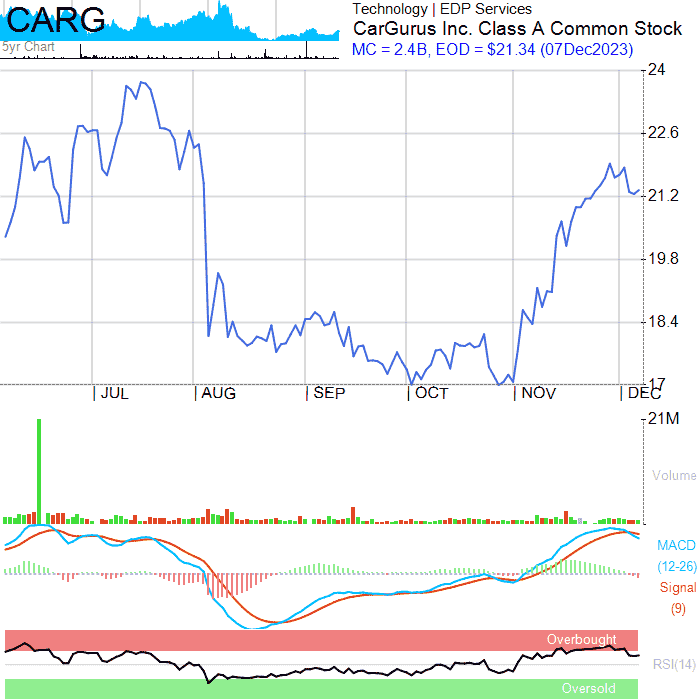 CARG
5yr Chart
Technology | EDP Services
CarGurus Inc. Class A Common Stock
MC = 2.4B, EOD = $21.34 (07Dec2023)
24
22.6
21.2
19.8
18.4
17
JUL AUG SEP OCT NOV DEC
21M
Volume
MACD
(12-26)
Signal
(9)
Overbought
RSI(14)
Oversold